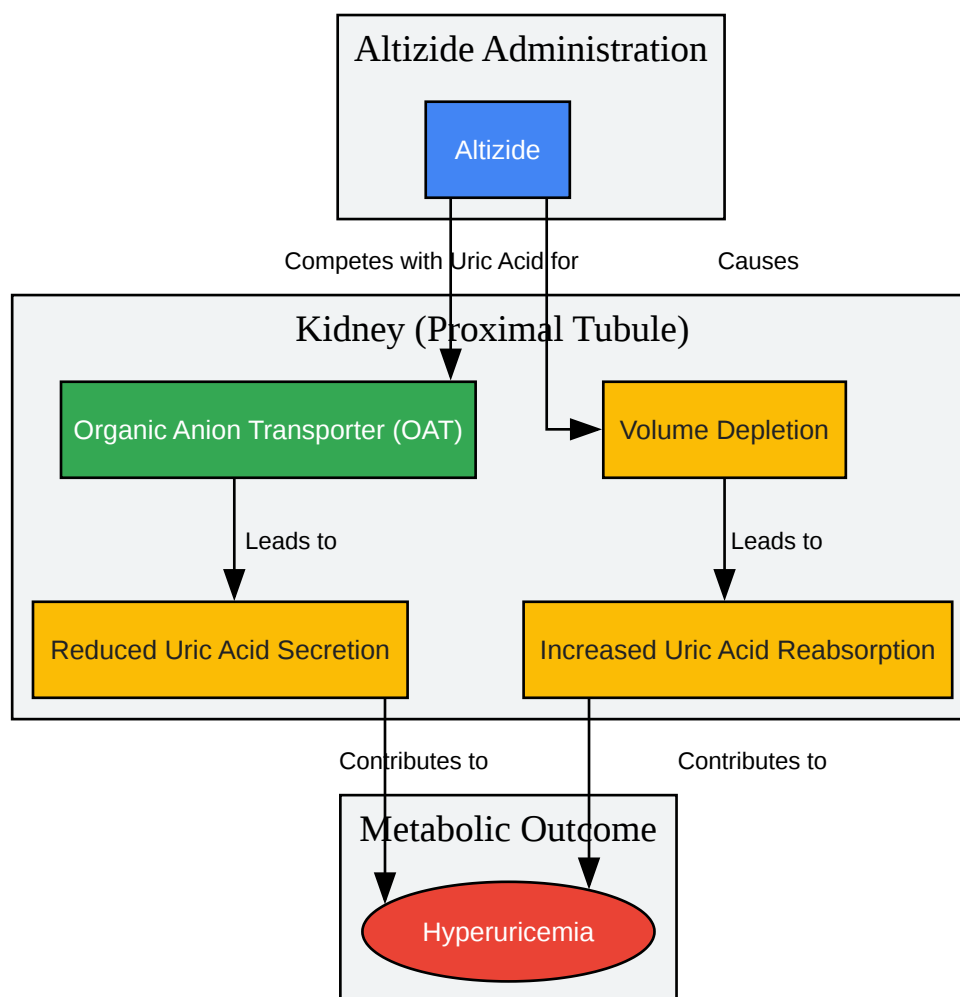 Altizide Administration
Altizide
Competes with Uric Acid for
Causes
Kidney (Proximal Tubule)
Organic Anion Transporter (OAT)
Volume Depletion
Leads to
Leads to
Reduced Uric Acid Secretion
Increased Uric Acid Reabsorption
Contributes to
Contributes to
Metabolic Outcome
Hyperuricemia